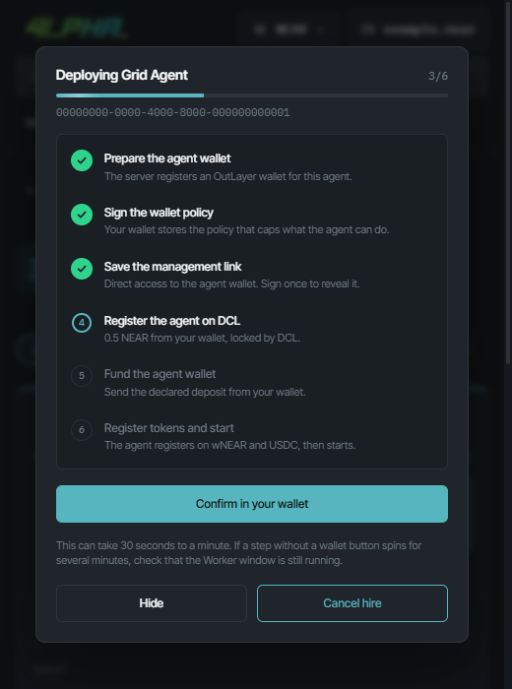 4LPHA_
Deploying Grid Agent
3/6
00000000-0000-4000-8000-000000000001
Prepare the agent wallet
The server registers an OutLayer wallet for this agent.
Sign the wallet policy
Your wallet stores the policy that caps what the agent can do.
Save the management link
Direct access to the agent wallet. Sign once to reveal it.
4
Register the agent on DCL
0.5 NEAR from your wallet, locked by DCL.
5
Fund the agent wallet
Send the declared deposit from your wallet.
6
Register tokens and start
The agent registers on wNEAR and USDC, then starts.
Confirm in your wallet
This can take 30 seconds to a minute. If a step without a wallet button spins for
several minutes, check that the Worker window is still running.
Hide
Cancel hire